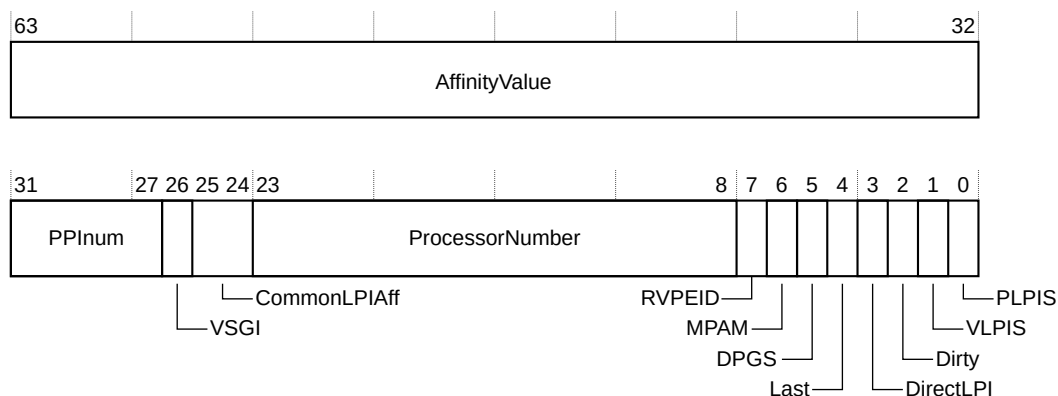 63 32
AffinityValue
31 27 26 25 24 23 8 7 6 5 4 3 2 1 0
PPInum ProcessorNumber
CommonLPIAff RVPEID PLPIS
VSGI MPAM VLPIS
DPGS Dirty
Last DirectLPI